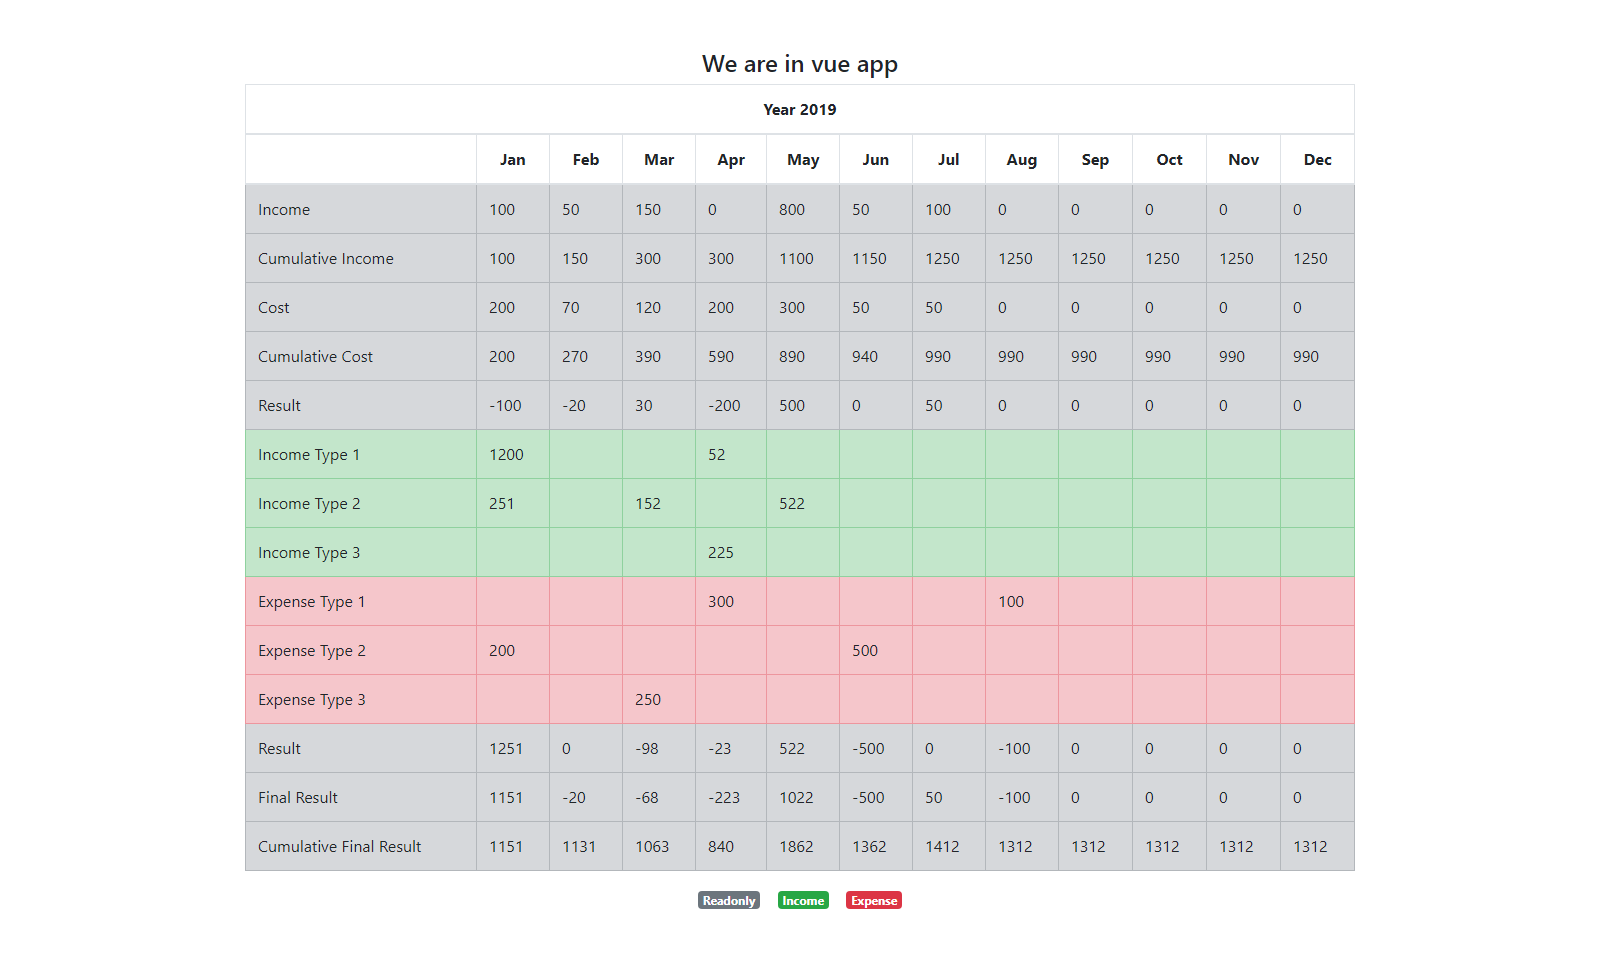 We are in vue app
Year 2019
Jan Feb Mar Apr May Jun Jul Aug Sep Oct Nov Dec
Income 100 50 150 0 800 50 100 0 0 0 0 0
Cumulative Income 100 150 300 300 1100 1150 1250 1250 1250 1250 1250 1250
Cost 200 70 120 200 300 50 50 0 0 0 0 0
Cumulative Cost 200 270 390 590 890 940 990 990 990 990 990 990
Result -100 -20 30 -200 500 0 50 0 0 0 0 0
Income Type 1 1200 52
Income Type 2 251 152 522
Income Type 3 225
Expense Type 1 300 100
Expense Type 2 200 500
Expense Type 3 250
Result 1251 0 -98 -23 522 -500 0 -100 0 0 0 0
Final Result 1151 -20 -68 -223 1022 -500 50 -100 0 0 0 0
Cumulative Final Result 1151 1131 1063 840 1862 1362 1412 1312 1312 1312 1312 1312
Readonly Income Expense